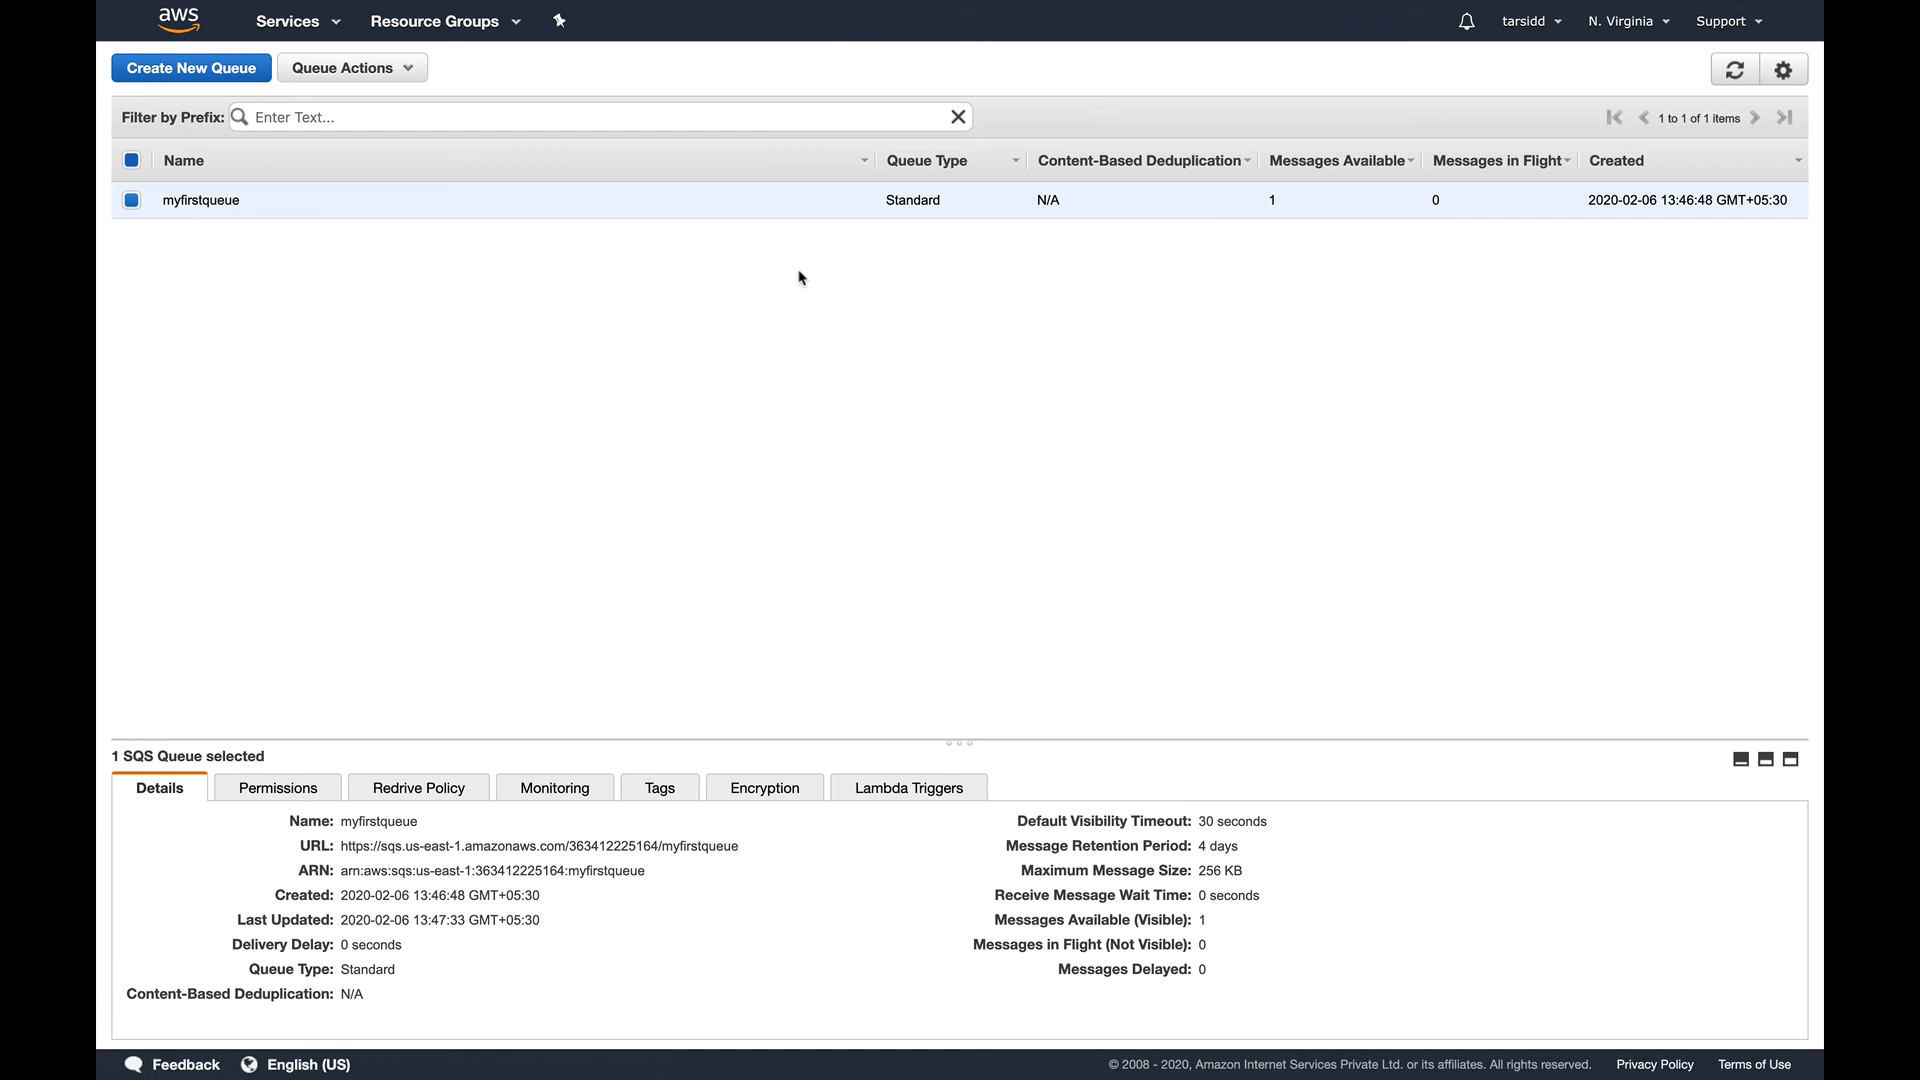 aws Services Resource Groups tarsidd N. Virginia Support
Create New Queue Queue Actions
Filter by Prefix: Enter Text... 1 to 1 of 1 items
Name Queue Type Content-Based Deduplication Messages Available Messages in Flight Created
myfirstqueue Standard N/A 1 0 2020-02-06 13:46:48 GMT+05:30
1 SQS Queue selected
Details Permissions Redrive Policy Monitoring Tags Encryption Lambda Triggers
Name: myfirstqueue
URL: https://sqs.us-east-1.amazonaws.com/363412225164/myfirstqueue
ARN: arn:aws:sqs:us-east-1:363412225164:myfirstqueue
Created: 2020-02-06 13:46:48 GMT+05:30
Last Updated: 2020-02-06 13:47:33 GMT+05:30
Delivery Delay: 0 seconds
Queue Type: Standard
Content-Based Deduplication: N/A
Default Visibility Timeout: 30 seconds
Message Retention Period: 4 days
Maximum Message Size: 256 KB
Receive Message Wait Time: 0 seconds
Messages Available (Visible): 1
Messages in Flight (Not Visible): 0
Messages Delayed: 0
Feedback English (US) © 2008 - 2020, Amazon Internet Services Private Ltd. or its affiliates. All rights reserved. Privacy Policy Terms of Use